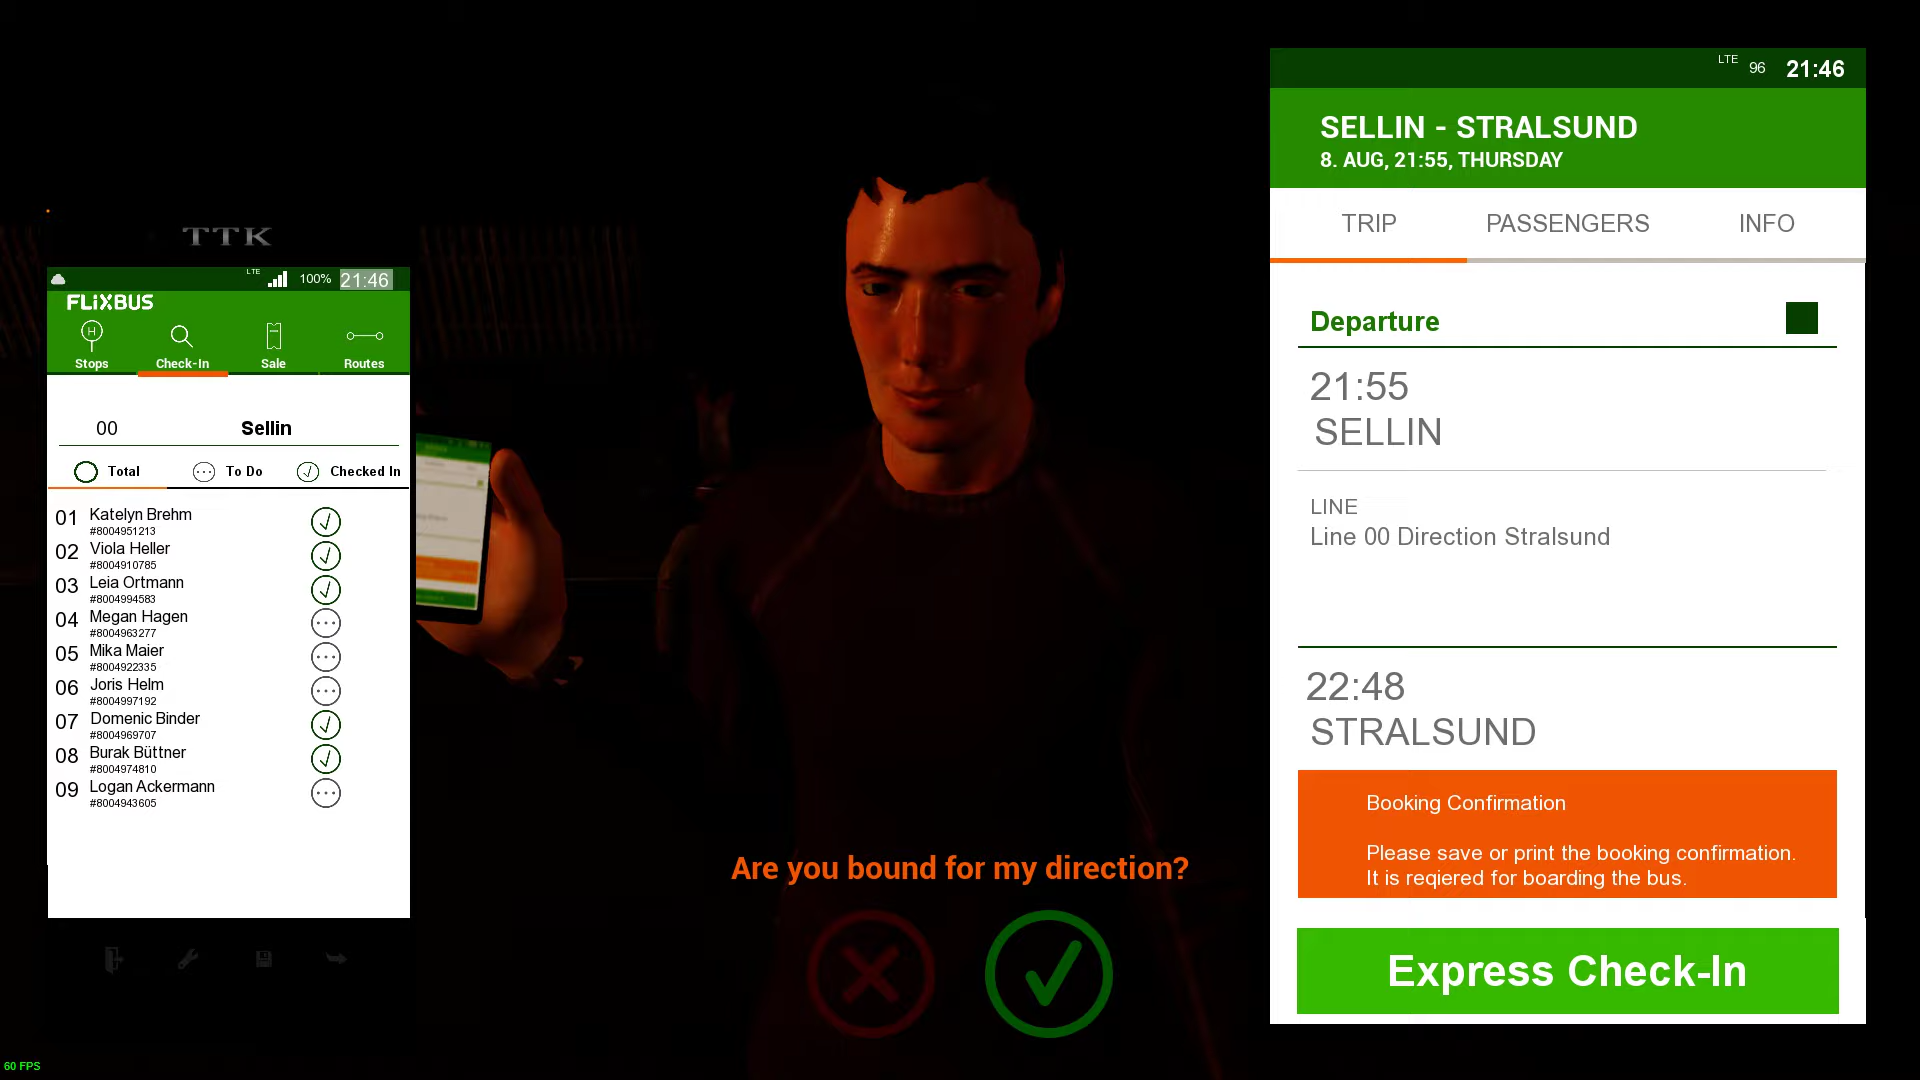 TTK
LTE 100% 21:46
FLiXBUS
H
Stops Check-In Sale Routes
00 Sellin
Total To Do Checked In
01 Katelyn Brehm
#8004951213
02 Viola Heller
#8004910785
03 Leia Ortmann
#8004994583
04 Megan Hagen
#8004963277
05 Mika Maier
#8004922335
06 Joris Helm
#8004997192
07 Domenic Binder
#8004969707
08 Burak Büttner
#8004974810
09 Logan Ackermann
#8004943605
60 FPS
Are you bound for my direction?
LTE 96 21:46
SELLIN - STRALSUND
8. AUG, 21:55, THURSDAY
TRIP PASSENGERS INFO
Departure
21:55
SELLIN
LINE
Line 00 Direction Stralsund
22:48
STRALSUND
Booking Confirmation
Please save or print the booking confirmation.
It is reqiered for boarding the bus.
Express Check-In